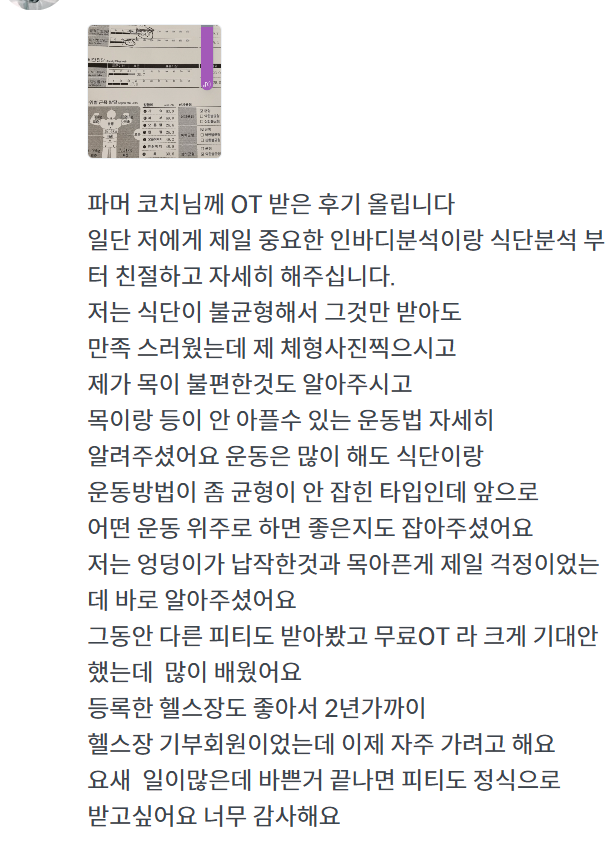 파머 코치님께 OT 받은 후기 올립니다
일단 저에게 제일 중요한 인바디분석이랑 식단분석 부
터 친절하고 자세히 해주십니다.
저는 식단이 불균형해서 그것만 받아도
만족 스러웠는데 제 체형사진찍으시고
제가 목이 불편한것도 알아주시고
목이랑 등이 안 아플수 있는 운동법 자세히
알려주셨어요 운동은 많이 해도 식단이랑
운동방법이 좀 균형이 안 잡힌 타입인데 앞으로
어떤 운동 위주로 하면 좋은지도 잡아주셨어요
저는 엉덩이가 납작한것과 목아픈게 제일 걱정이었는
데 바로 알아주셨어요
그동안 다른 피티도 받아봤고 무료OT 라 크게 기대안
했는데  많이 배웠어요
등록한 헬스장도 좋아서 2년가까이
헬스장 기부회원이었는데 이제 자주 가려고 해요
요새  일이많은데 바쁜거 끝나면 피티도 정식으로
받고싶어요 너무 감사해요